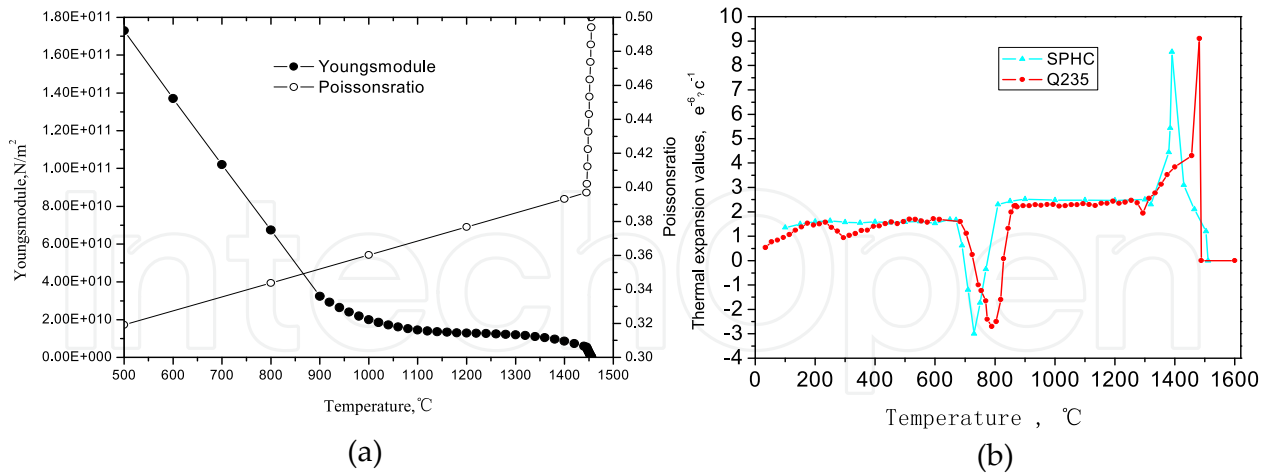 1.80E+011
1.60E+011
1.40E+011
1.20E+011
1.00E+011
8.00E+010
6.00E+010
4.00E+010
2.00E+010
0.00E+000
Youngsmodule,N/m²
Youngsmodule
Poissonsratio
0.50
0.48
0.46
0.44
0.42
0.40
0.38
0.36
0.34
0.32
0.30
Poissonsratio
500 600 700 800 900 1000 1100 1200 1300 1400 1500
Temperature,℃
(a)
10
9
8
7
6
5
4
3
2
1
0
-1
-2
-3
-4
Thermal expansion values, e⁻⁶?c⁻¹
SPHC
Q235
0 200 400 600 800 1000 1200 1400 1600
Temperature , ℃
(b)
IntechOpen